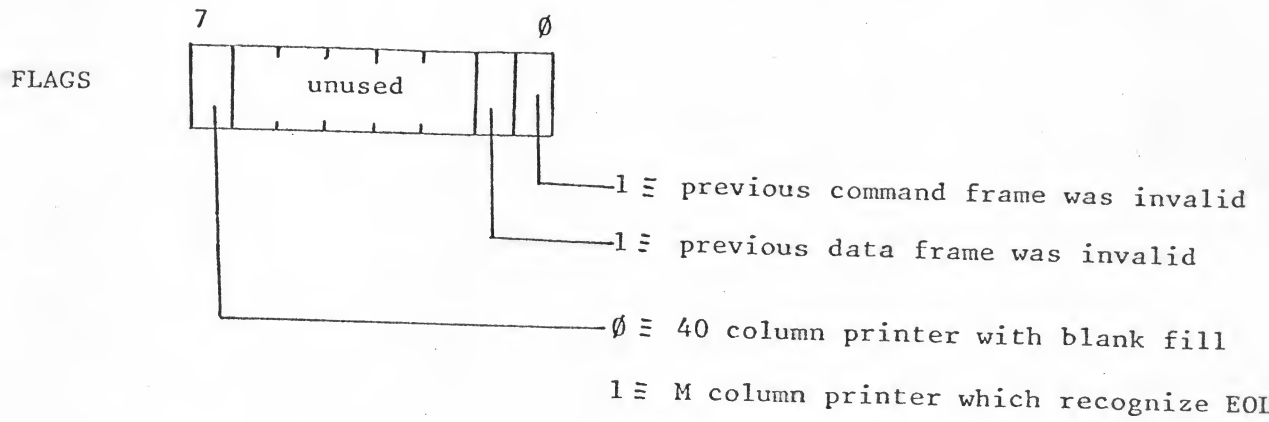 7 Ø
FLAGS unused
1 ≡ previous command frame was invalid
1 ≡ previous data frame was invalid
Ø ≡ 40 column printer with blank fill
1 ≡ M column printer which recognize EOL